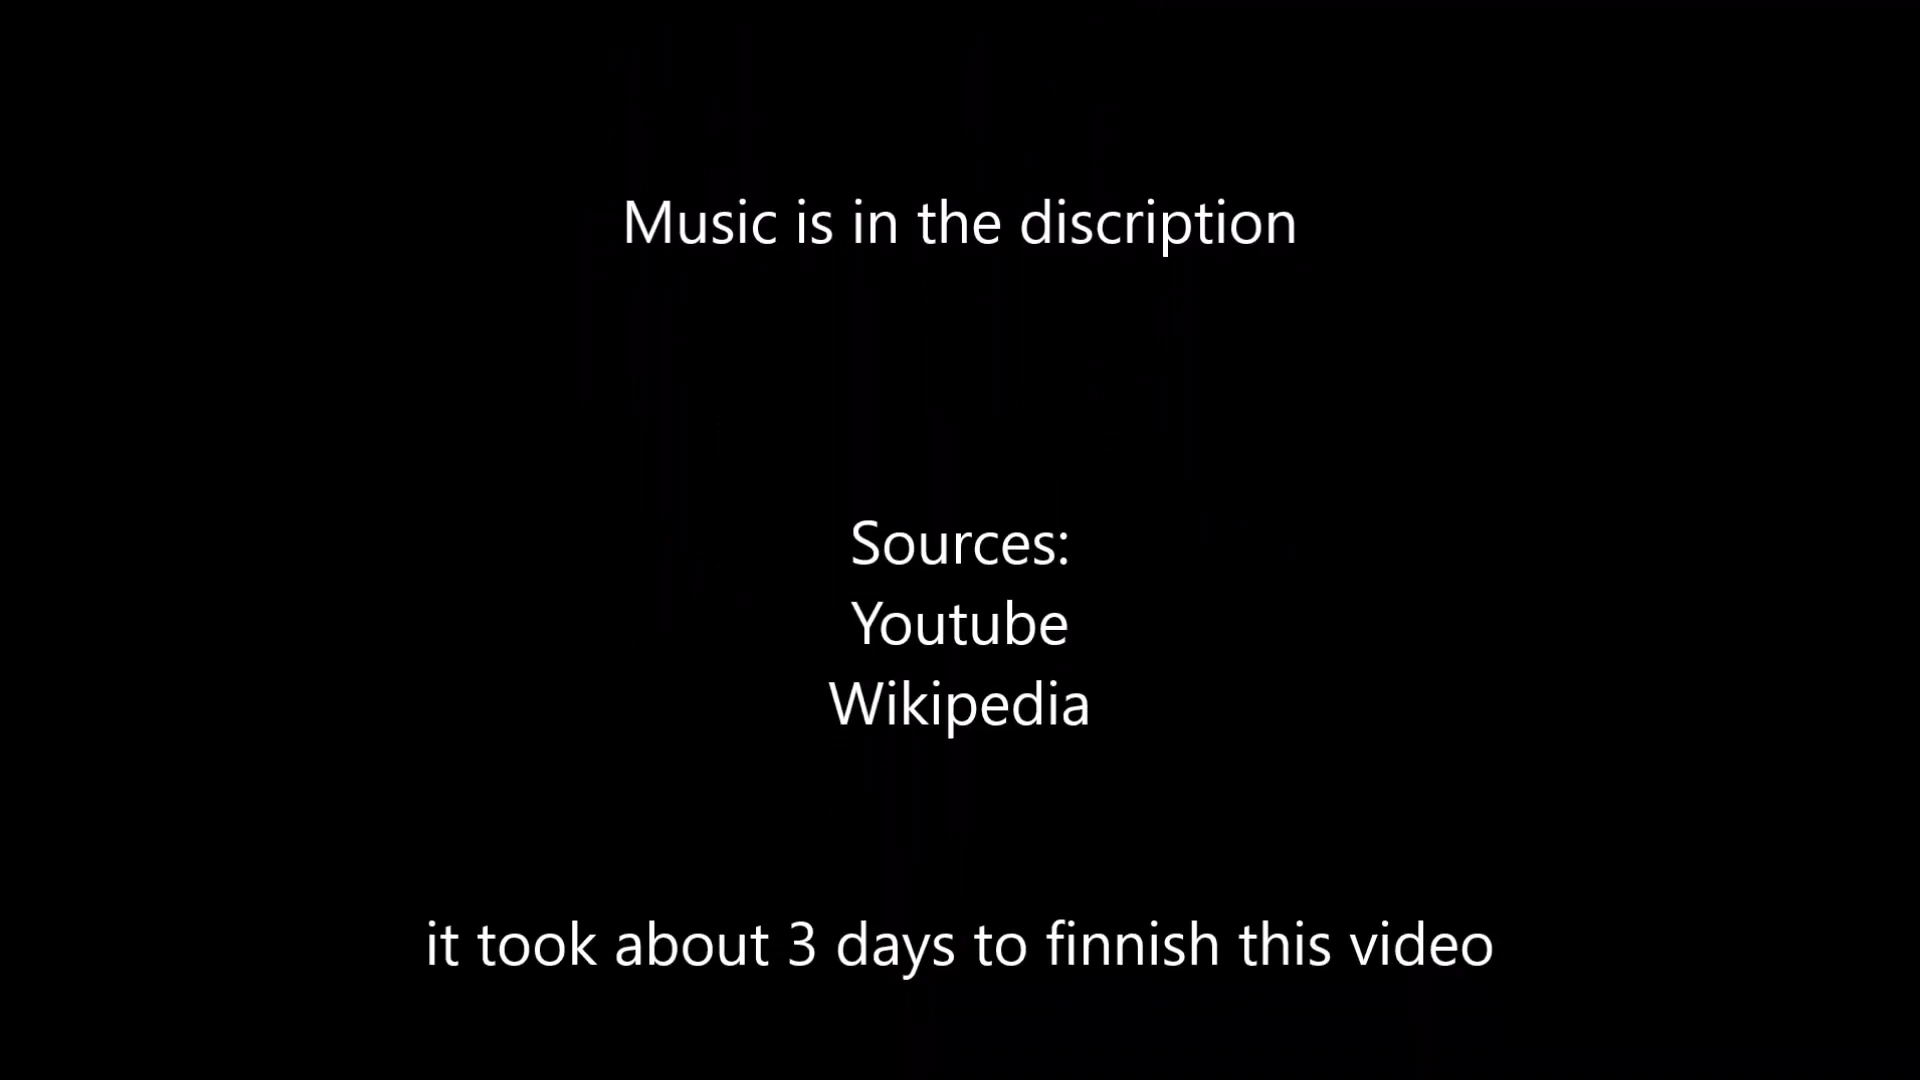 Music is in the discription
Sources:
Youtube
Wikipedia
it took about 3 days to finnish this video